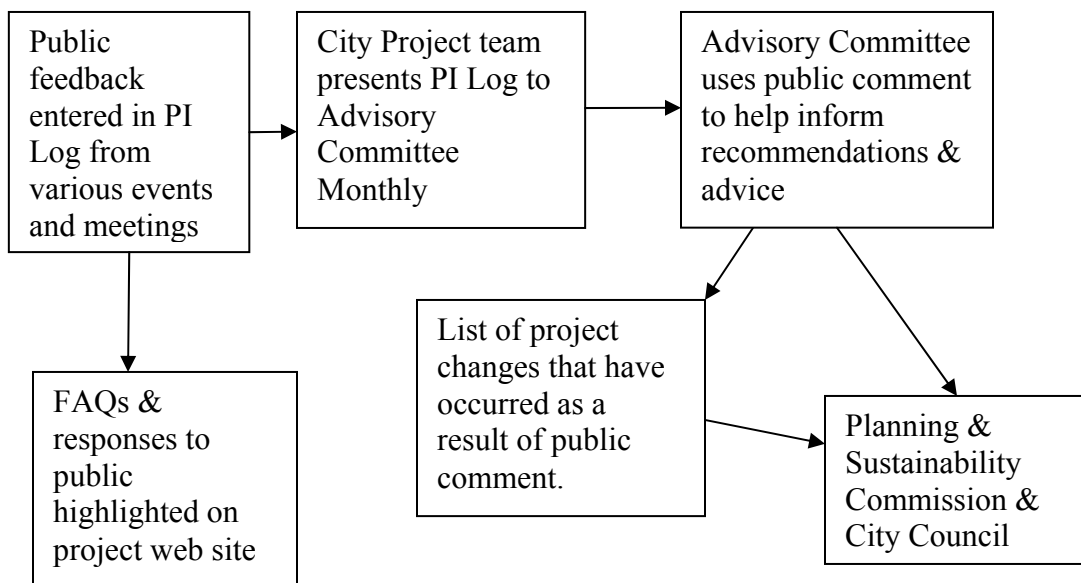 Public
feedback
entered in PI
Log from
various events
and meetings
City Project team
presents PI Log to
Advisory
Committee
Monthly
Advisory Committee
uses public comment
to help inform
recommendations &
advice
List of project
changes that have
occurred as a
result of public
comment.
FAQs &
responses to
public
highlighted on
project web site
Planning &
Sustainability
Commission &
City Council